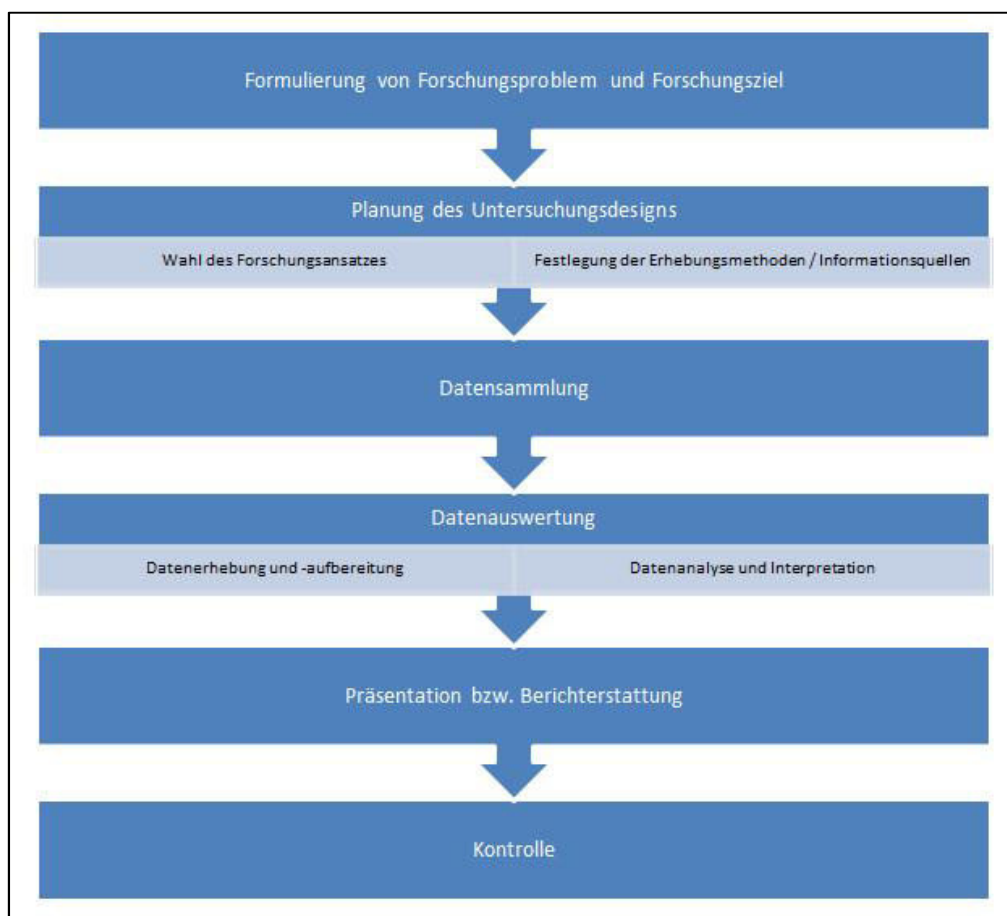 Formulierung von Forschungsproblem und Forschungsziel
Planung des Untersuchungsdesigns
Wahl des Forschungsansatzes
Festlegung der Erhebungsmethoden / Informationsquellen
Datensammlung
Datenauswertung
Datenerhebung und -aufbereitung
Datenanalyse und Interpretation
Präsentation bzw. Berichterstattung
Kontrolle